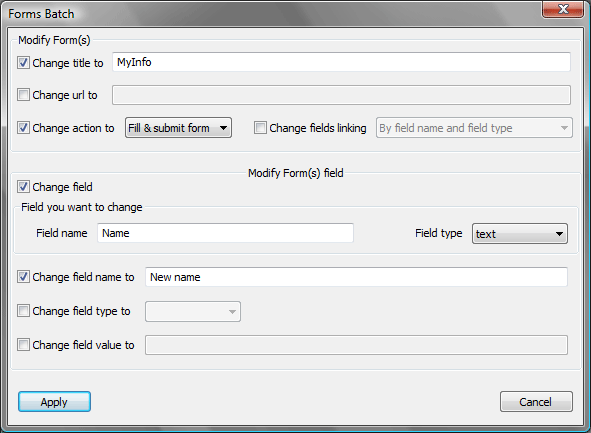 Forms Batch
Modify Form(s)
Change title to MyInfo
Change url to
Change action to Fill & submit form Change fields linking By field name and field type
Modify Form(s) field
Change field
Field you want to change
Field name Name Field type text
Change field name to New name
Change field type to
Change field value to
Apply Cancel